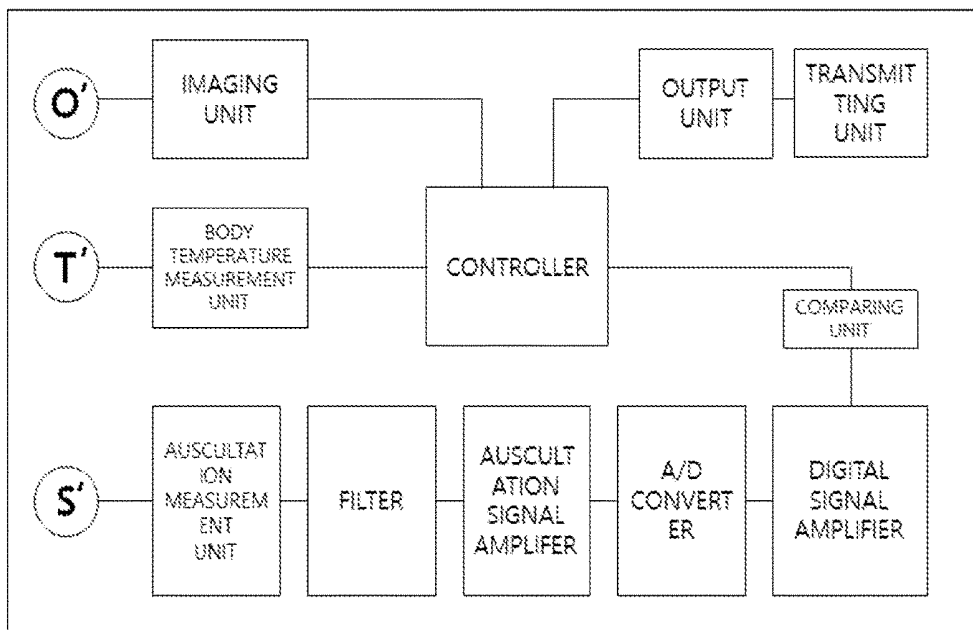 O'
IMAGING
UNIT
OUTPUT
UNIT
TRANSMIT
TING
UNIT
T'
BODY
TEMPERATURE
MEASUREMENT
UNIT
CONTROLLER
COMPARING
UNIT
S'
AUSCULTAT
ION
MEASUREM
ENT
UNIT
FILTER
AUSCULT
ATION
SIGNAL
AMPLIFER
A/D
CONVERT
ER
DIGITAL
SIGNAL
AMPLIFIER